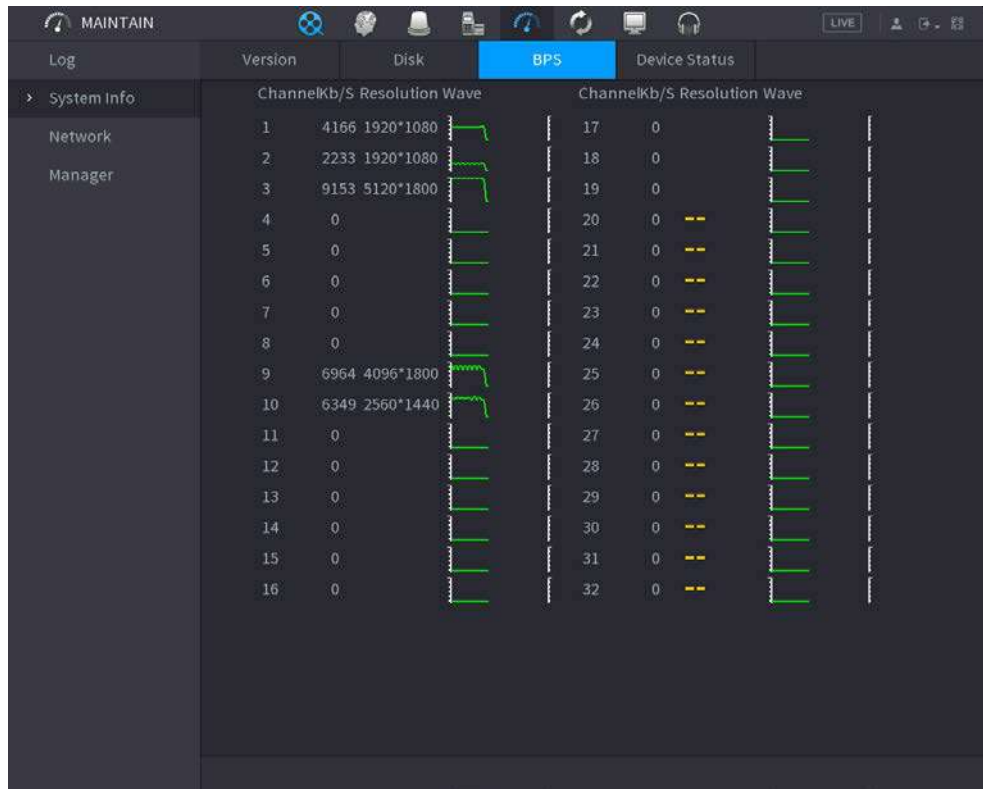 MAINTAIN LIVE
Log
System Info
Network
Manager
Version Disk BPS Device Status
ChannelKb/S Resolution Wave ChannelKb/S Resolution Wave
1 4166 1920*1080 17 0
2 2233 1920*1080 18 0
3 9153 5120*1800 19 0
4 0 20 0 --
5 0 21 0 --
6 0 22 0 --
7 0 23 0 --
8 0 24 0 --
9 6964 4096*1800 25 0 --
10 6349 2560*1440 26 0 --
11 0 27 0 --
12 0 28 0 --
13 0 29 0 --
14 0 30 0 --
15 0 31 0 --
16 0 32 0 --